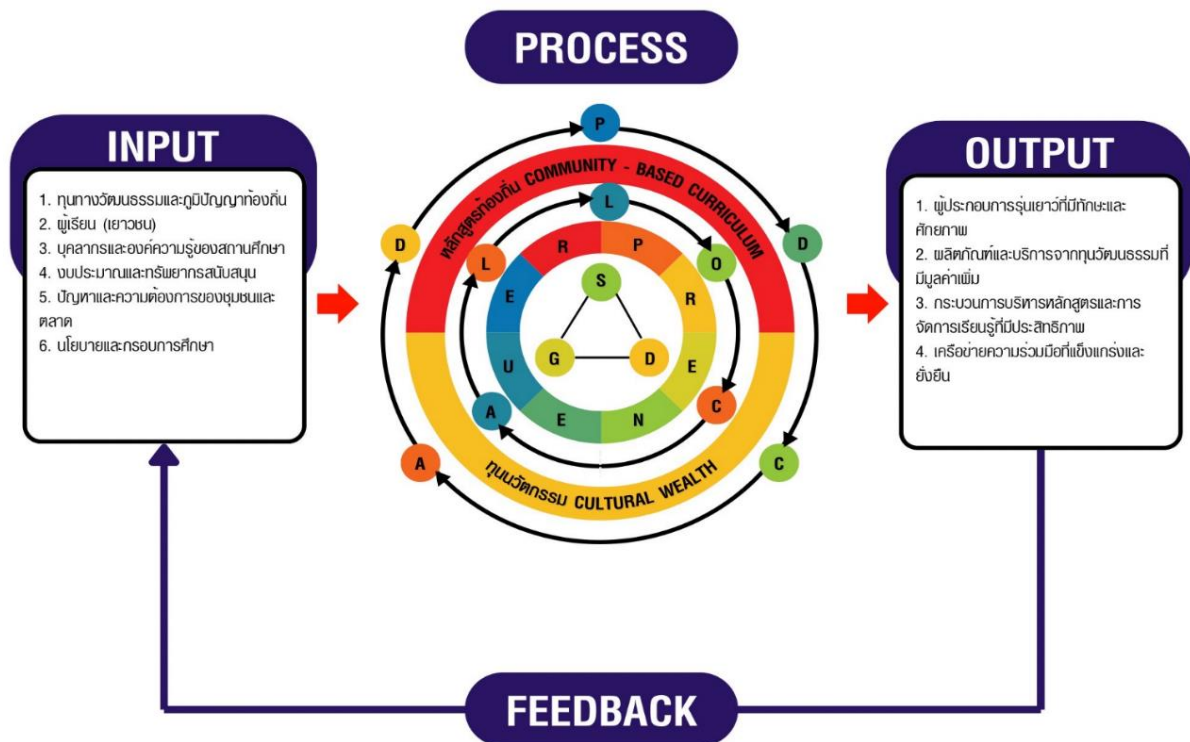 PROCESS
INPUT
1. ทุนทางวัฒนธรรมและภูมิปัญญาท้องถิ่น
2. ผู้เรียน (เยาวชน)
3. บุคลากรและองค์ความรู้ของสถานศึกษา
4. งบประมาณและทรัพยากรสนับสนุน
5. ปัญหาและความต้องการของชุมชนและ
ตลาด
6. นโยบายและกรอบการศึกษา
P
D
C
A
D
หลักสูตรท้องถิ่น COMMUNITY - BASED CURRICULUM
ทุนนวัตกรรม CULTURAL WEALTH
L
O
C
A
L
P
R
E
N
E
U
E
R
S
G
D
OUTPUT
1. ผู้ประกอบการรุ่นเยาว์ที่มีทักษะและ
ศักยภาพ
2. ผลิตภัณฑ์และบริการจากทุนวัฒนธรรมที่
มีมูลค่าเพิ่ม
3. กระบวนการบริหารหลักสูตรและการ
จัดการเรียนรู้ที่มีประสิทธิภาพ
4. เครือข่ายความร่วมมือที่แข็งแกร่งและ
ยั่งยืน
FEEDBACK